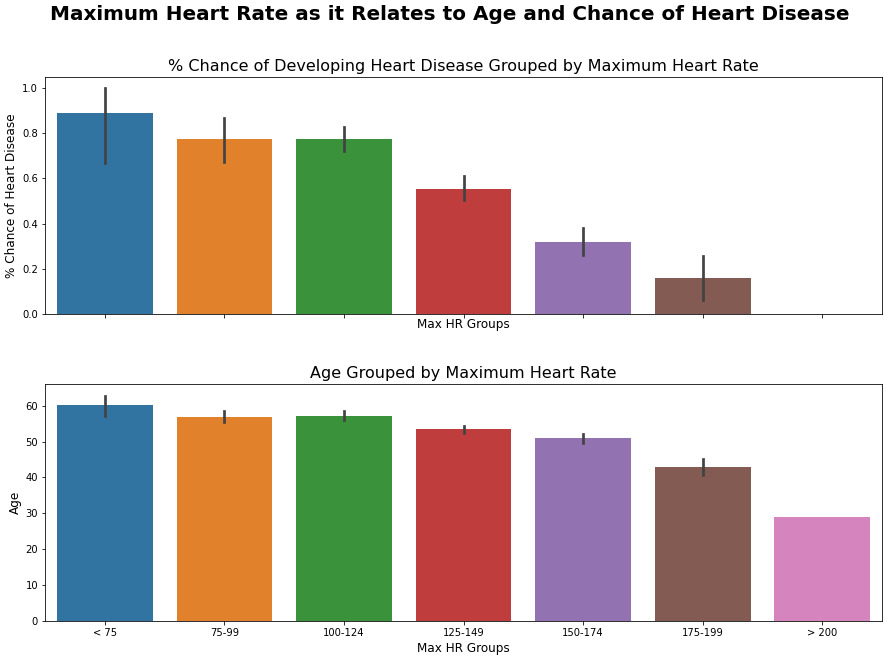 Maximum Heart Rate as it Relates to Age and Chance of Heart Disease
% Chance of Developing Heart Disease Grouped by Maximum Heart Rate
% Chance of Heart Disease
1.0
0.8
0.6
0.4
0.2
0.0
Max HR Groups
Age Grouped by Maximum Heart Rate
Age
60
50
40
30
20
10
0
< 75 75-99 100-124 125-149 150-174 175-199 > 200
Max HR Groups